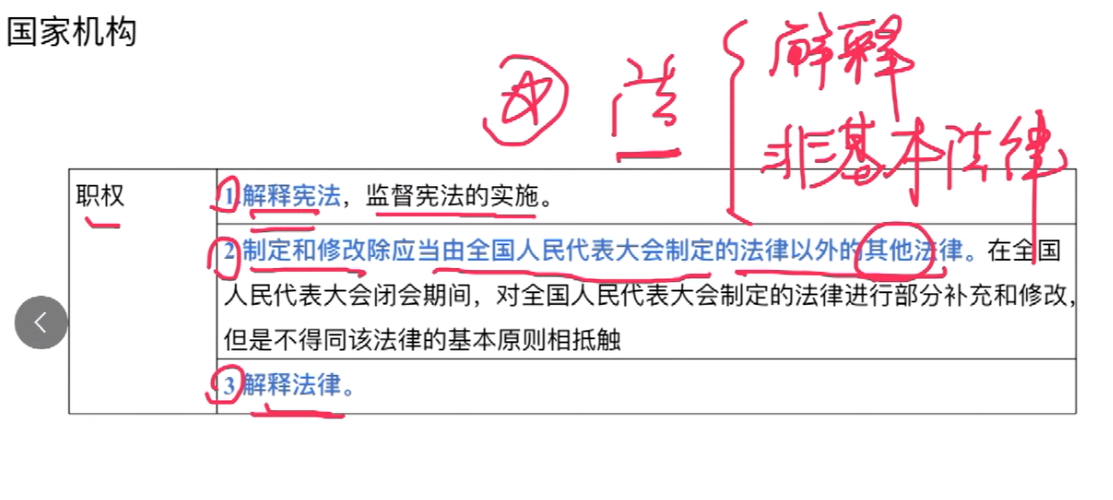 国家机构
法
解释
非基本法律
职权
1.解释宪法，监督宪法的实施。
2制定和修改除应当由全国人民代表大会制定的法律以外的其他法律。在全国
人民代表大会闭会期间，对全国人民代表大会制定的法律进行部分补充和修改，
但是不得同该法律的基本原则相抵触
3解释法律。